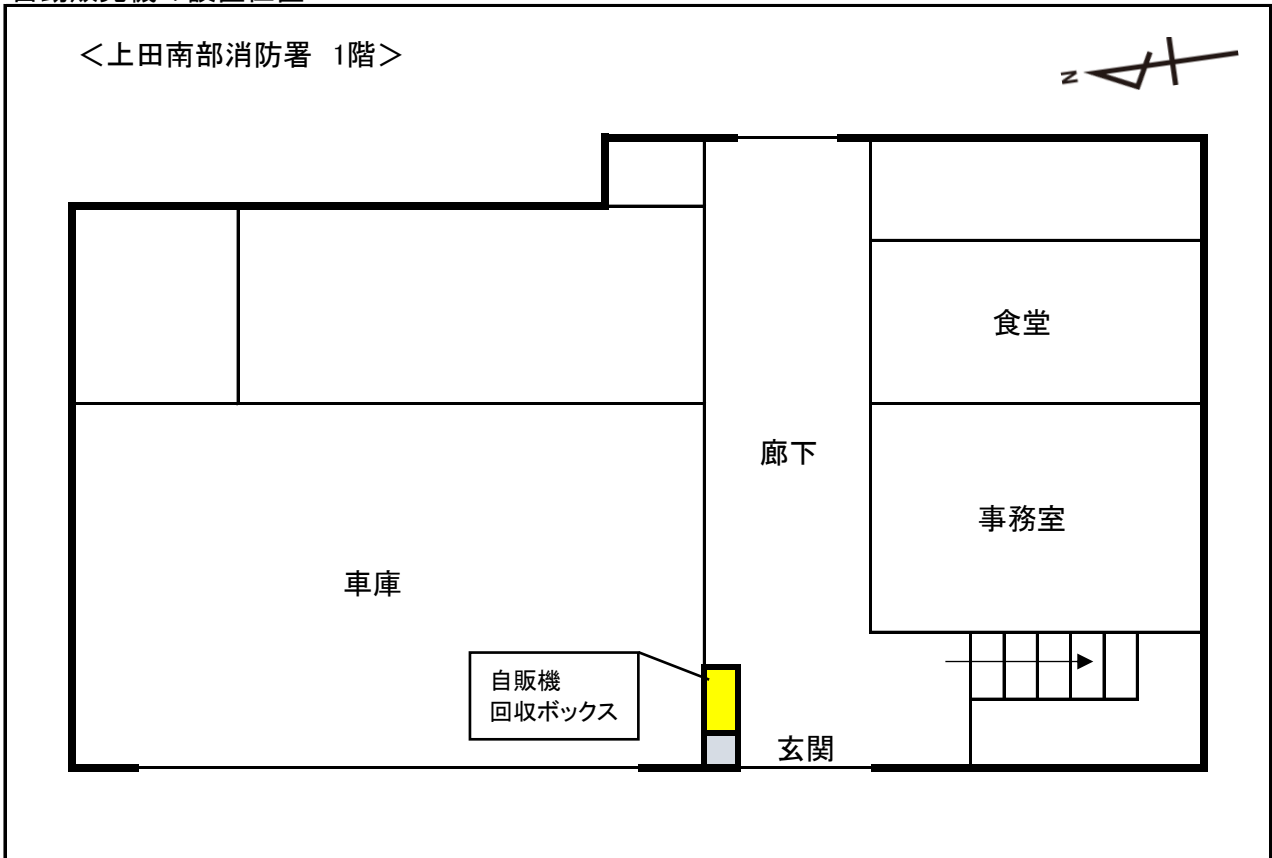 ＜上田南部消防署　1階＞
N
食堂
廊下
事務室
車庫
自販機
回収ボックス
玄関